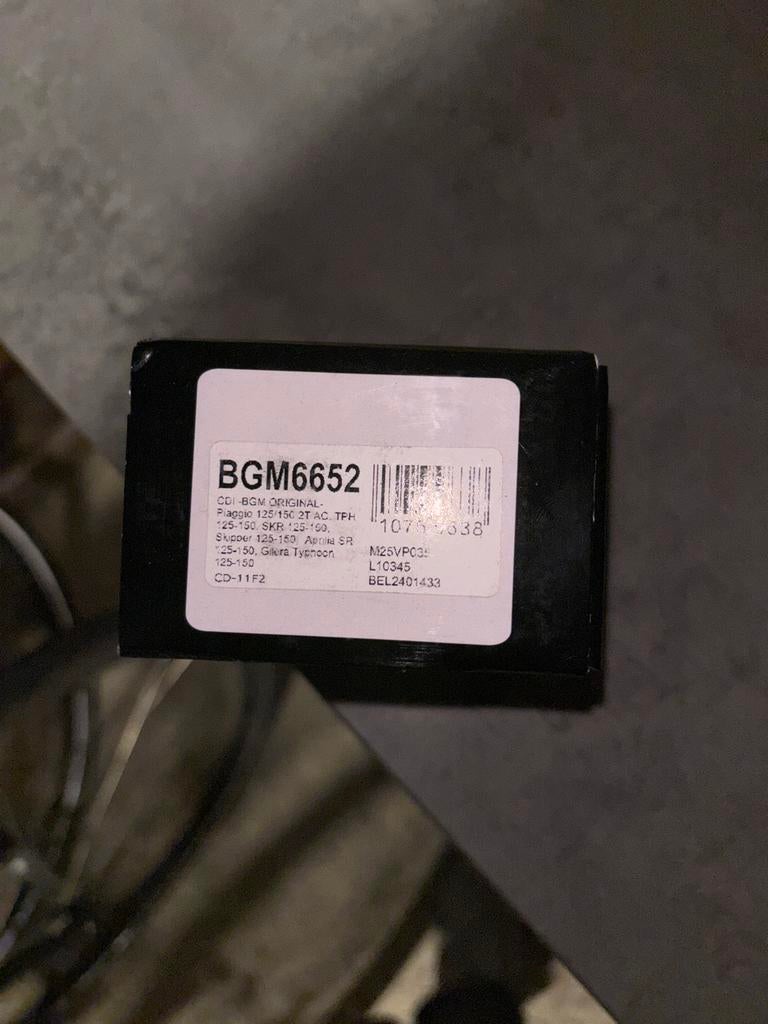 BGM6652
CDI -BGM ORIGINAL-
Piaggio 125/150 2T AC, TPH
125-150, SKR 125-150,
Skipper 125-150, Aprilia SR
125-150, Gilera Typhoon
125-150
CD-11F2
M25VP035
L10345
BEL2401433